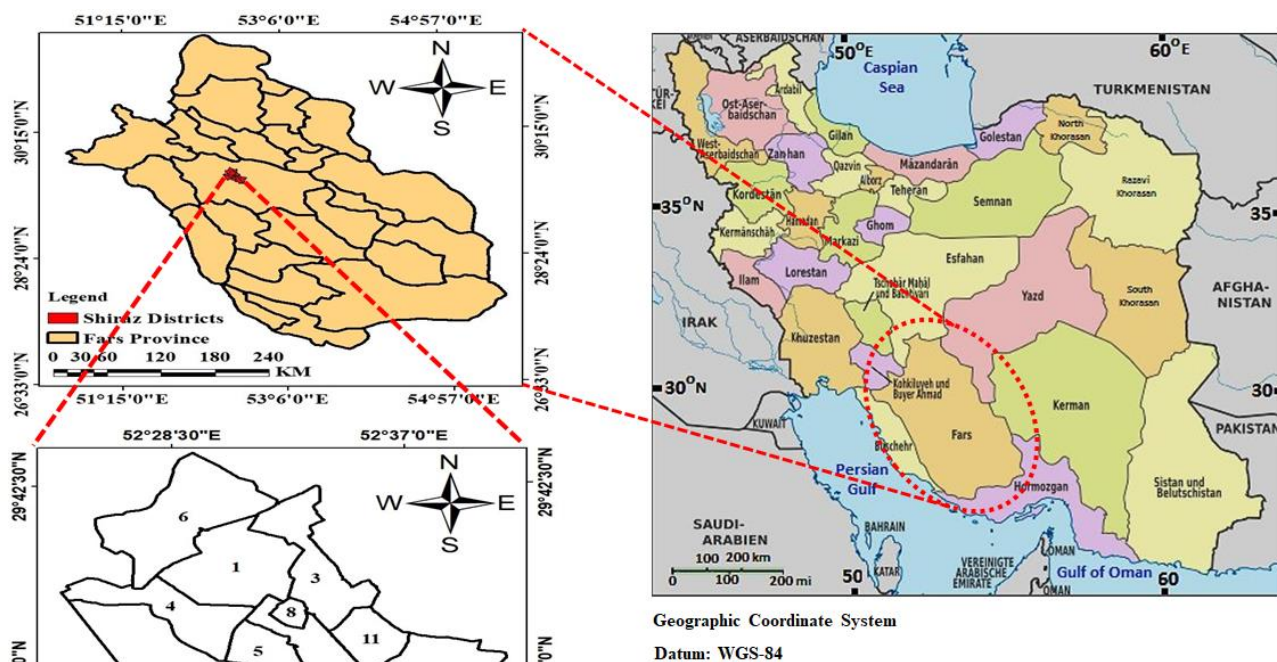 51°15'0"E 53°6'0"E 54°57'0"E
30°15'0"N
28°24'0"N
26°33'0"N
30°15'0"N
28°24'0"N
26°33'0"N
N
W E
S
Legend
Shiraz Districts
Fars Province
0 30 60 120 180 240
KM
51°15'0"E 53°6'0"E 54°57'0"E
52°28'30"E 52°37'0"E
29°42'30"N
29°42'30"N
N
W E
S
6
1
3
4
8
5
11
50°E
60°E
ASERBAIDSCHAN
Caspian
Sea
TURKMENISTAN
Ardabil
Ost-Aser-
baidschan
Gilan
Golestan
North
Khorasan
West-
Aserbaidschan
Zanjhan
Qazvin
Māzandarān
Razavi
Khorasan
Alborz
Teheran
35°N
Kordestān
Semnan
35
Hamdan
Ghom
Kermānschāh
Markazi
Esfahan
Ilam
Lorestan
Tschahār Mahāl
und Bachtiyari
Yazd
South
Khorasan
AFGHA-
NISTAN
IRAK
Khuzestan
30°N
Kohkiluyeh und
Buyer Ahmad
Kerman
30
KUWAIT
Fars
PAKISTAN
Buschehr
Persian
Gulf
Hormozgan
Sistan und
Belutschistan
SAUDI-
ARABIEN
BAHRAIN
100 200 km
100 200 mi
KATAR
VEREINIGTE
ARABISCHE
EMIRATE
OMAN
OMAN
Gulf of Oman
50
60
Geographic Coordinate System
Datum: WGS-84